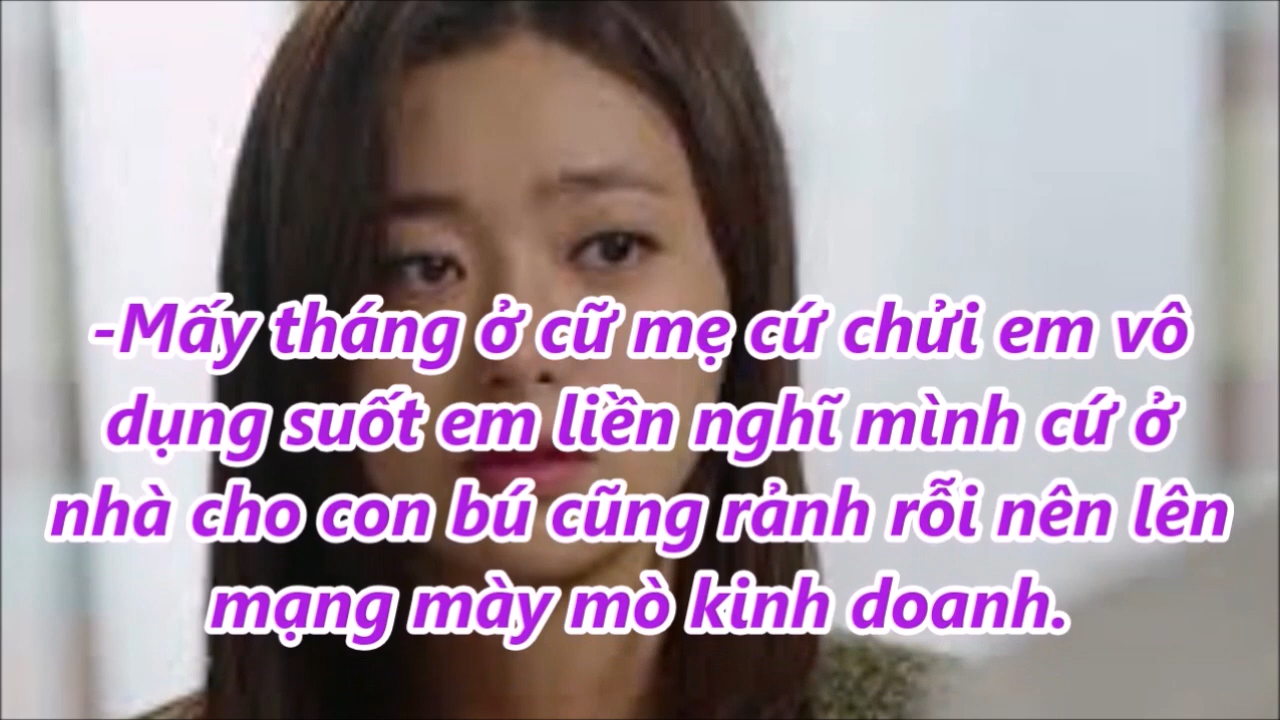 -Mấy tháng ở cữ mẹ cứ chửi em vô
dụng suốt em liền nghĩ mình cứ ở
nhà cho con bú cũng rảnh rỗi nên lên
mạng mày mò kinh doanh.